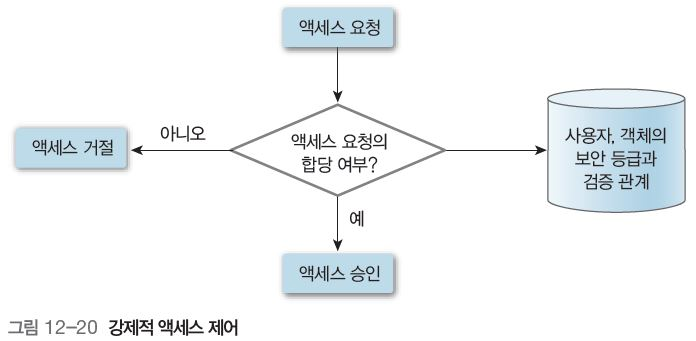 액세스 요청
아니오
액세스 거절
액세스 요청의
합당 여부?
사용자, 객체의
보안 등급과
검증 관계
예
액세스 승인
그림 12-20 강제적 액세스 제어